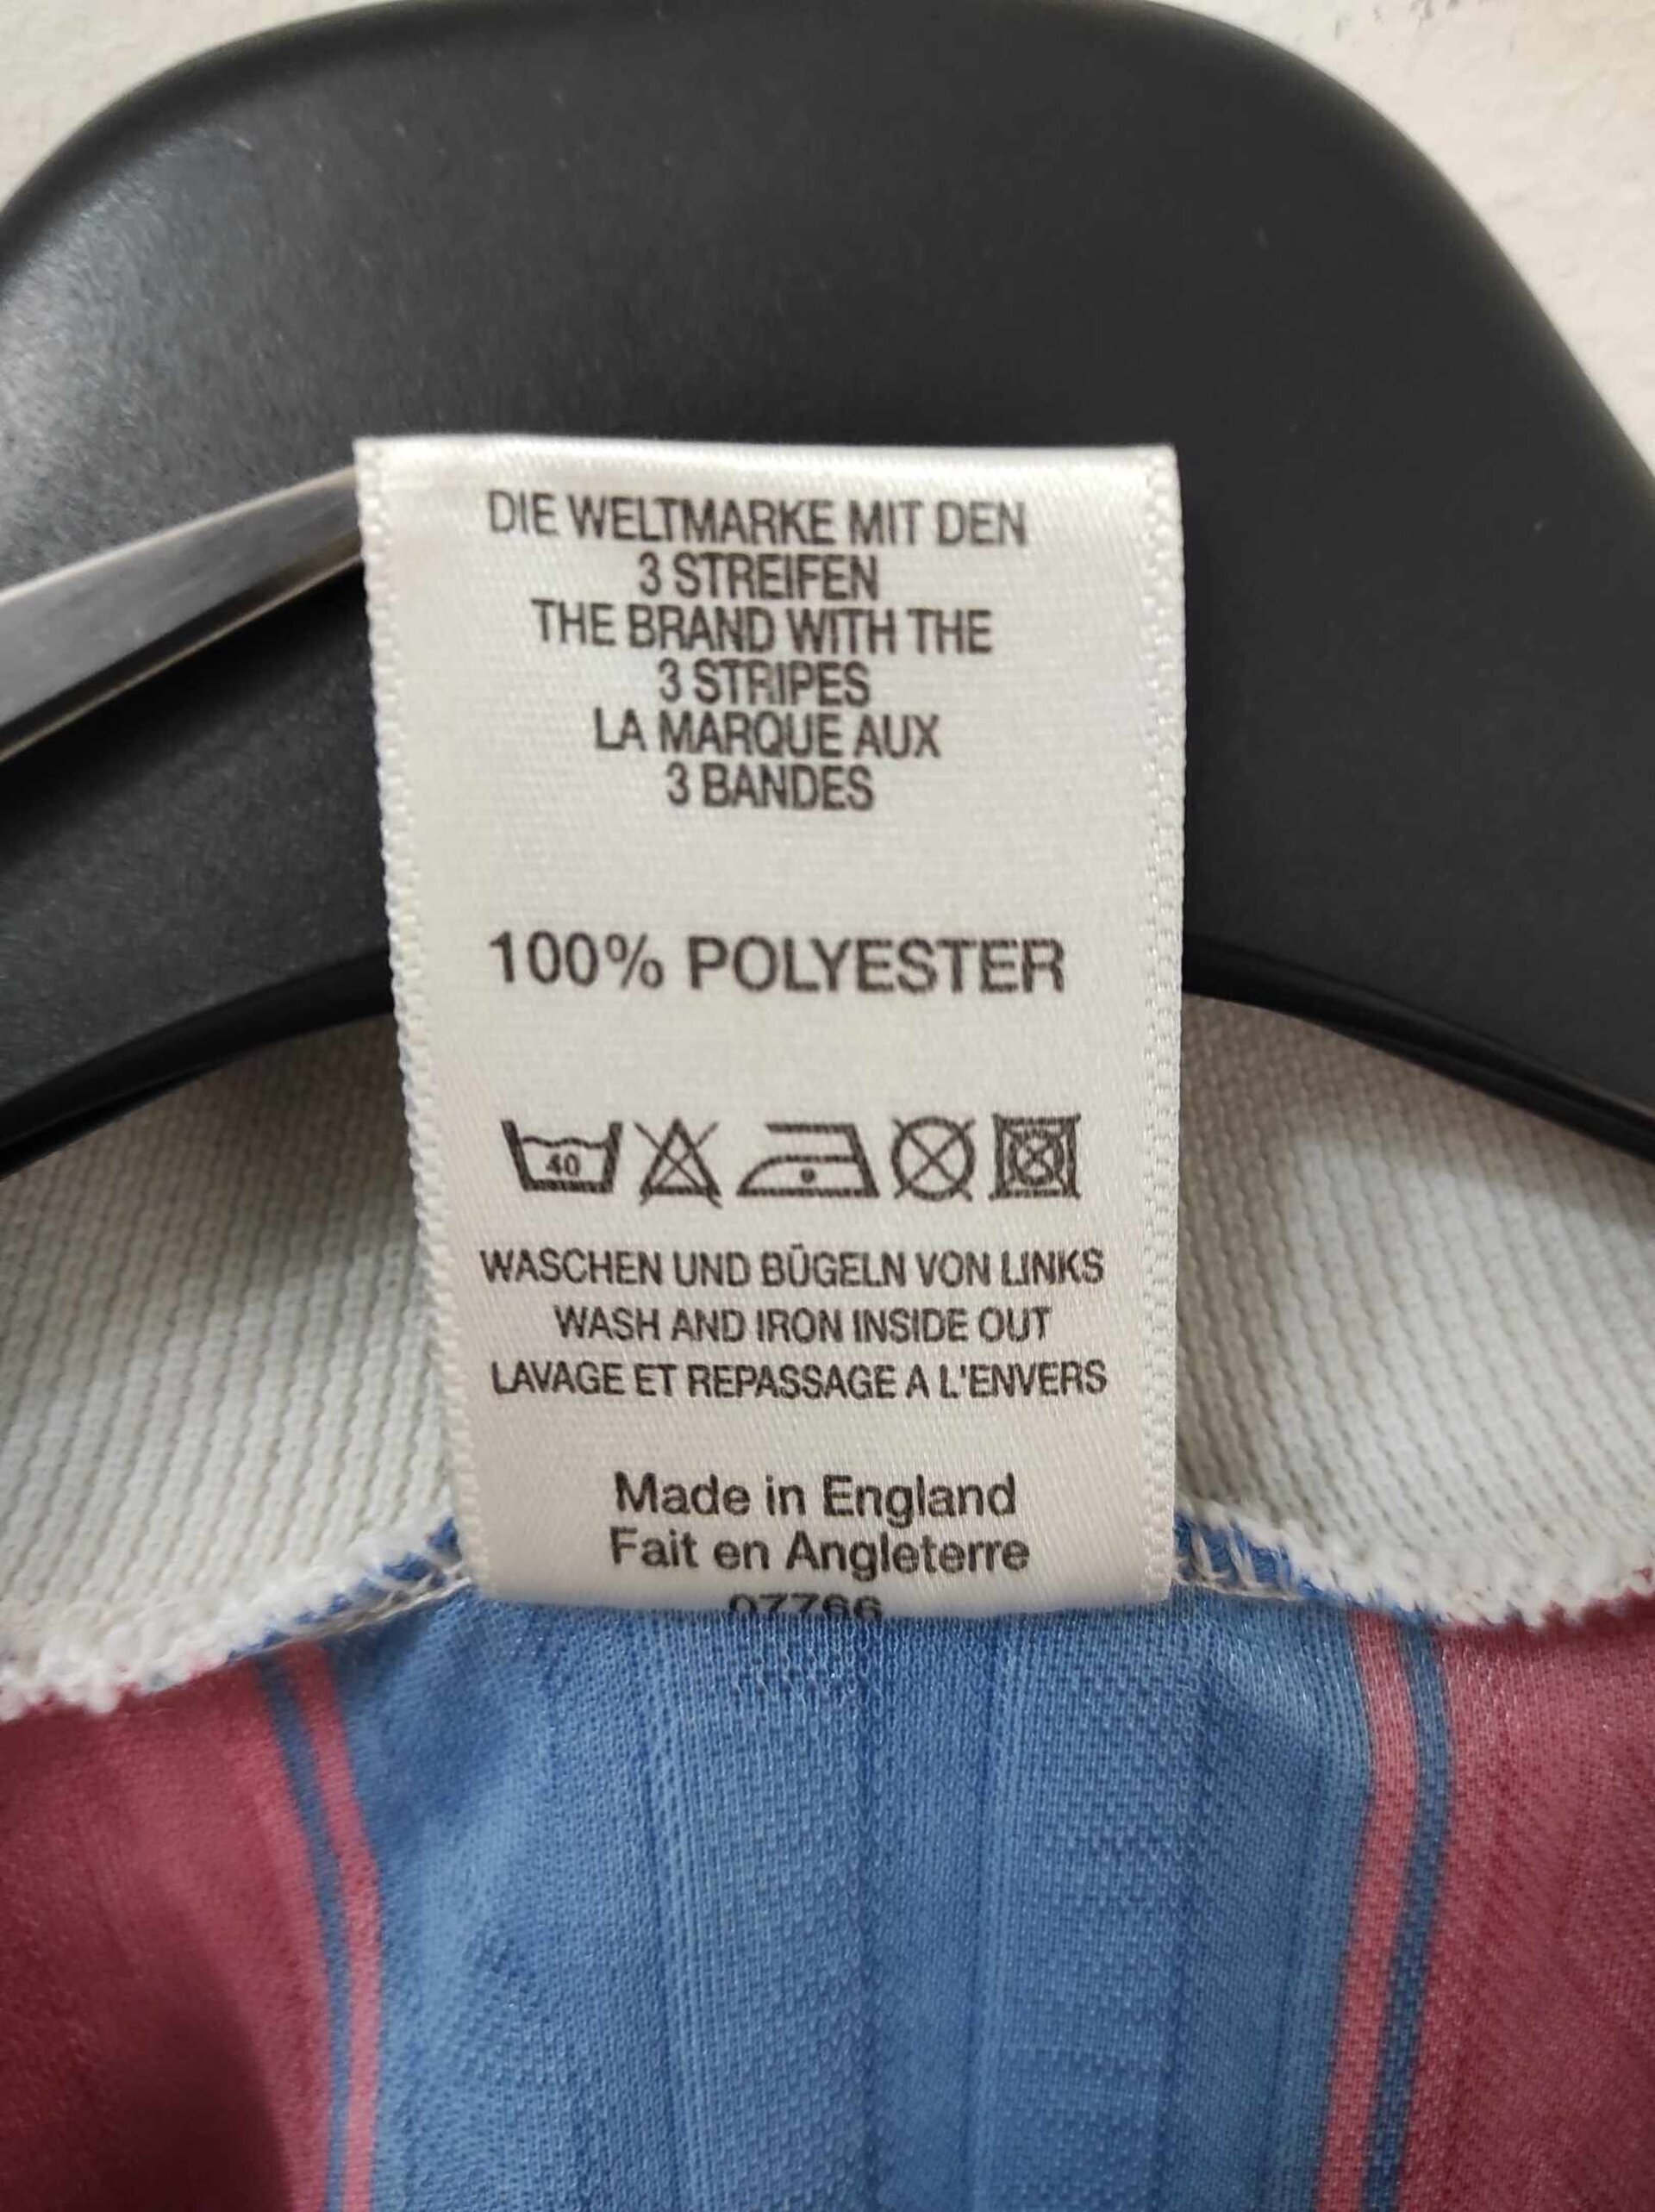 DIE WELTMARKE MIT DEN
3 STREIFEN
THE BRAND WITH THE
3 STRIPES
LA MARQUE AUX
3 BANDES
100% POLYESTER
40
WASCHEN UND BÜGELN VON LINKS
WASH AND IRON INSIDE OUT
LAVAGE ET REPASSAGE A L'ENVERS
Made in England
Fait en Angleterre
07766